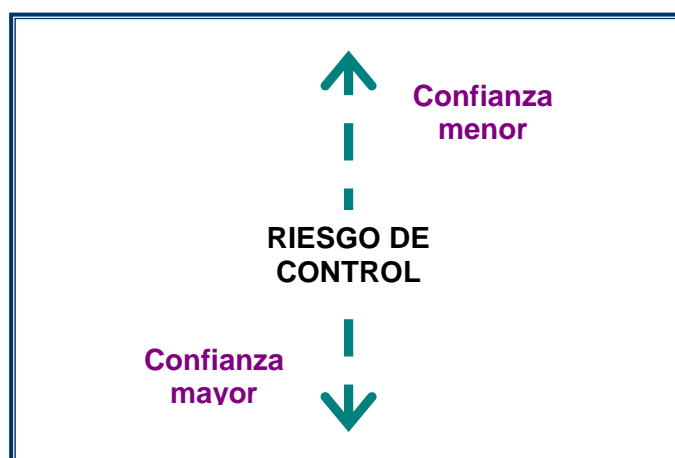 Confianza
menor
RIESGO DE
CONTROL
Confianza
mayor